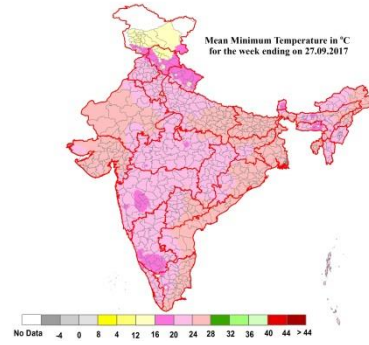 Mean Minimum Temperature in °C
for the week ending on 27.09.2017
No Data -4 0 8 4 12 16 20 24 28 32 36 40 44 > 44